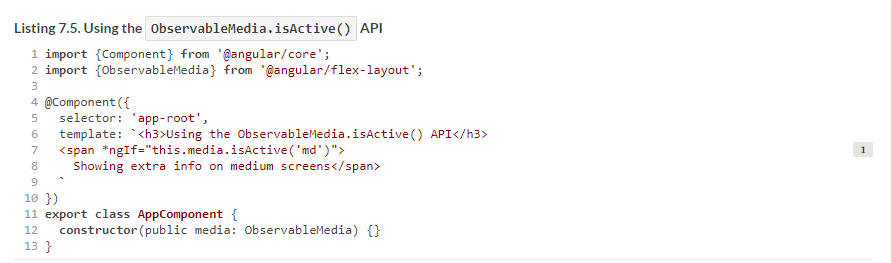 Listing 7.5. Using the ObservableMedia.isActive() API
1 import {Component} from '@angular/core';
2 import {ObservableMedia} from '@angular/flex-layout';
3
4 @Component({
5   selector: 'app-root',
6   template: `<h3>Using the ObservableMedia.isActive() API</h3>
7   <span *ngIf="this.media.isActive('md')"> 1
8     Showing extra info on medium screens</span>
9   `
10 })
11 export class AppComponent {
12   constructor(public media: ObservableMedia) {}
13 }